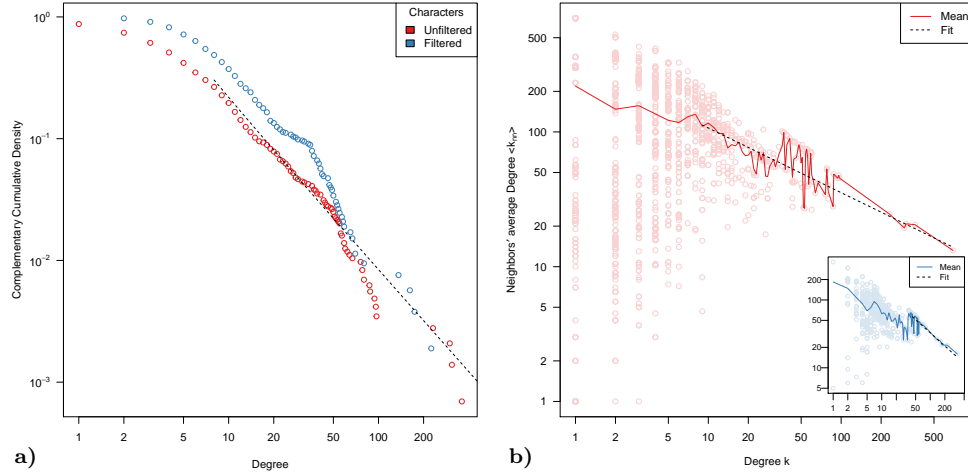 Characters
Unfiltered
Filtered
10⁰
10⁻¹
10⁻²
10⁻³
Complementary Cumulative Density
1 2 5 10 20 50 100 200
Degree
a)
Mean
Fit
500
200
100
50
20
10
5
2
1
Neighbors' average Degree <kₙₙ>
1 2 5 10 20 50 100 200 500
Degree k
b)
Mean
Fit
200
100
50
20
10
5
1 2 5 10 50 200